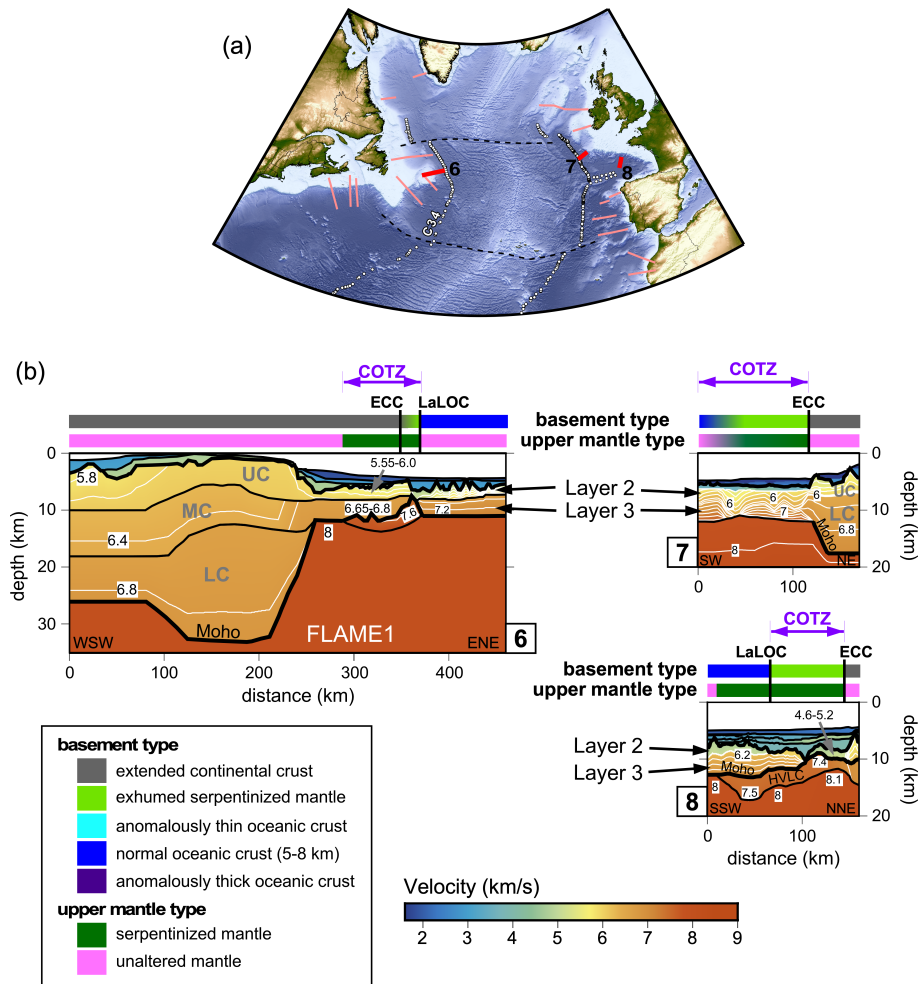 (a)
6
7
8
C34
(b)
COTZ
ECC LaLOC
basement type
upper mantle type
0
10
20
30
depth (km)
5.8
6.4
6.8
UC
MC
LC
Moho
5.55-6.0
6.65-6.8
7.6
7.2
8
FLAME1
WSW
ENE
6
0 100 200 300 400
distance (km)
Layer 2
Layer 3
COTZ
ECC
6 6 6
7
UC
LC
6.8
Moho
8
SW
NE
7
0 100
0
10
20
depth (km)
COTZ
LaLOC ECC
basement type
upper mantle type
Layer 2
Layer 3
4.6-5.2
6.2
Moho
7.4
HVLC
8 7.5 8 8.1
SSW
NNE
8
0 100
distance (km)
0
10
20
depth (km)
basement type
extended continental crust
exhumed serpentinized mantle
anomalously thin oceanic crust
normal oceanic crust (5-8 km)
anomalously thick oceanic crust
upper mantle type
serpentinized mantle
unaltered mantle
Velocity (km/s)
2 3 4 5 6 7 8 9